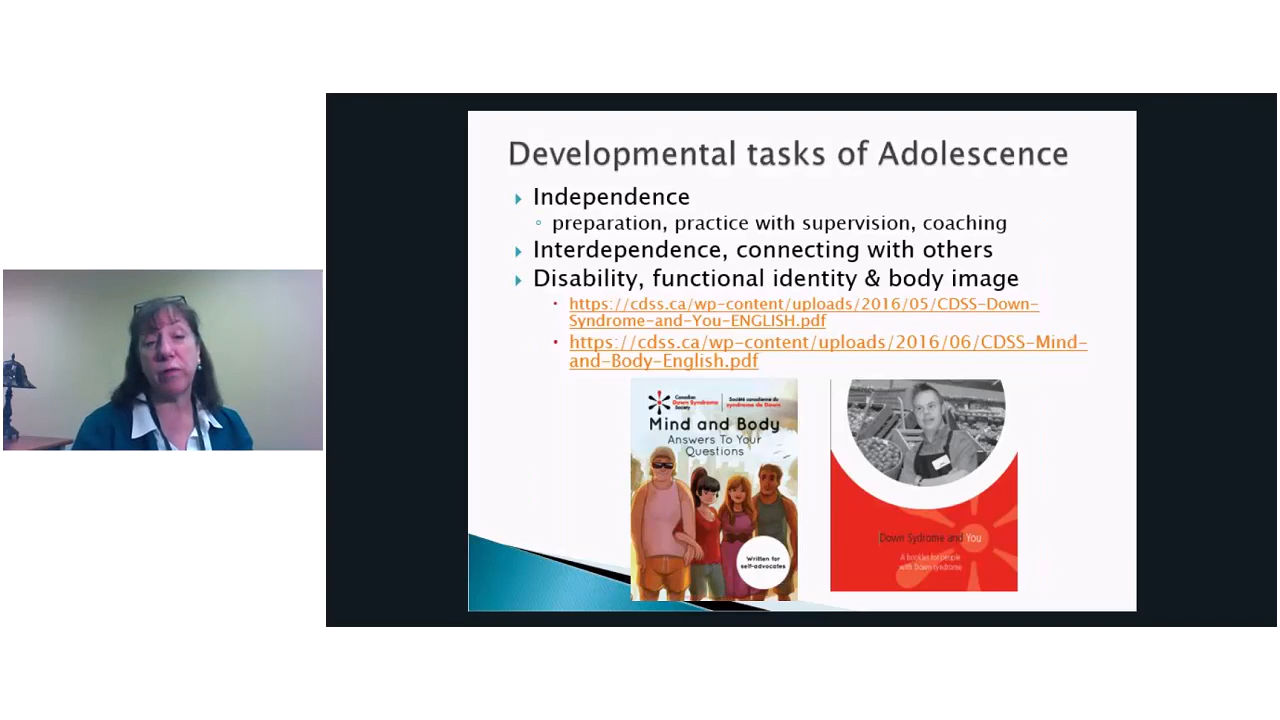 Developmental tasks of Adolescence
Independence
preparation, practice with supervision, coaching
Interdependence, connecting with others
Disability, functional identity & body image
https://cdss.ca/wp-content/uploads/2016/05/CDSS-Down-
Syndrome-and-You-ENGLISH.pdf
https://cdss.ca/wp-content/uploads/2016/06/CDSS-Mind-
and-Body-English.pdf
Canadian
Down Syndrome
Society
Société canadienne du
syndrome de Down
Mind and Body
Answers To Your
Questions
Written for
self-advocates
Down Sydrome and You
A booklet for people
with Down syndrome